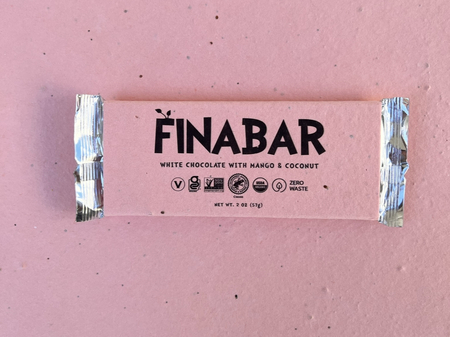 FINABAR
WHITE CHOCOLATE WITH MANGO & COCONUT
V
ZERO
WASTE
NET WT. 2 OZ (57g)